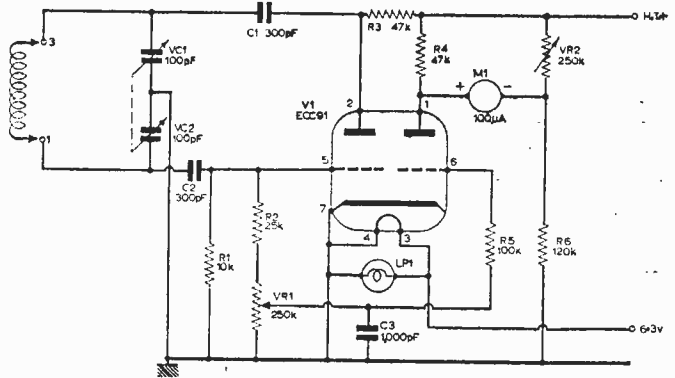 C1 300pF
R3 47k
H.T.+
3
VC1
100pF
R4
47k
VR2
250k
V1
ECC91
2
1
+
M1
-
100µA
VC2
100pF
1
5
6
C2
300pF
7
R2
25k
4
3
R1
10k
R5
100k
R6
120k
LP1
VR1
250k
C3
1,000pF
6·3V